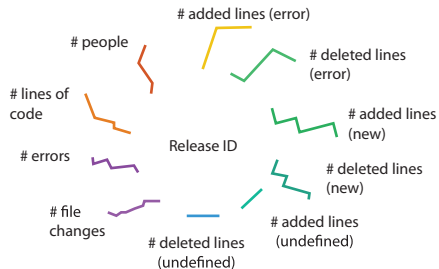 # added lines (error)
# people
# deleted lines
(error)
# lines of
code
# added lines
(new)
Release ID
# errors
# deleted lines
(new)
# file
changes
# added lines
(undefined)
# deleted lines
(undefined)